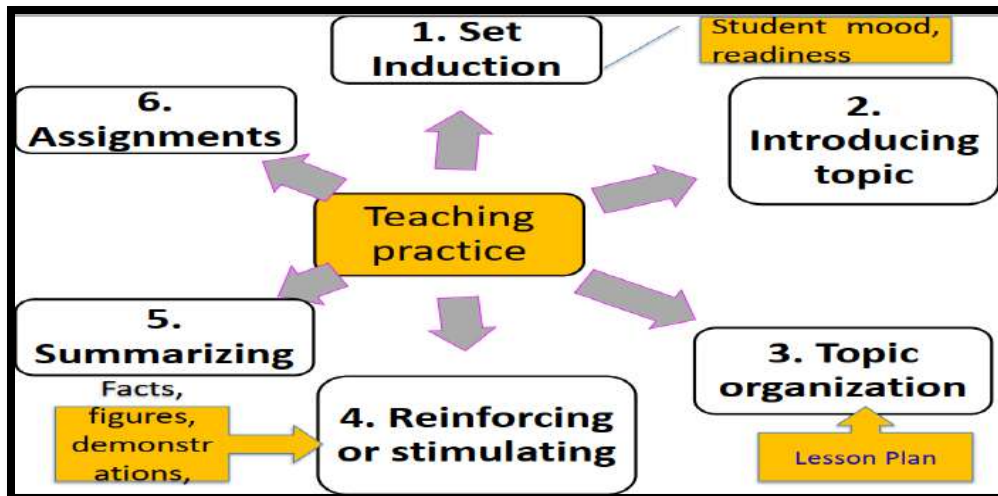 1. Set
Induction
Student mood,
readiness
2.
Introducing
topic
3. Topic
organization
Lesson Plan
4. Reinforcing
or stimulating
Facts,
figures,
demonstr
ations,
5.
Summarizing
6.
Assignments
Teaching
practice